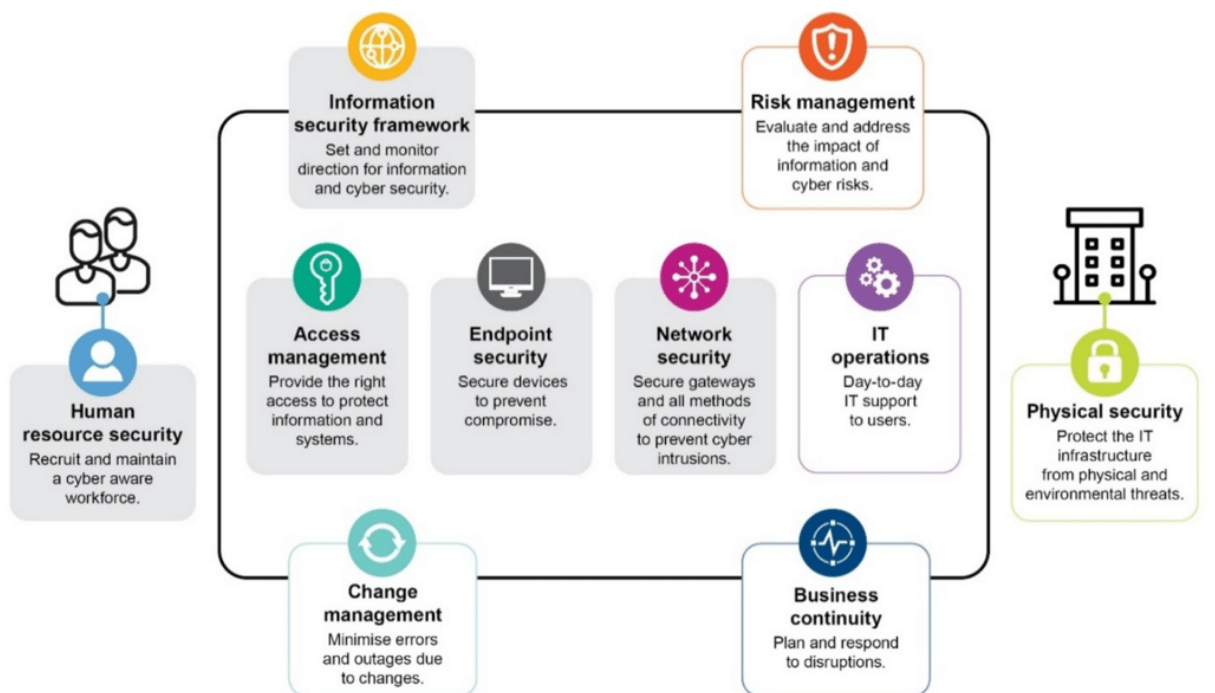 Information
security framework
Set and monitor
direction for information
and cyber security.
Risk management
Evaluate and address
the impact of
information and
cyber risks.
Human
resource security
Recruit and maintain
a cyber aware
workforce.
Access
management
Provide the right
access to protect
information and
systems.
Endpoint
security
Secure devices
to prevent
compromise.
Network
security
Secure gateways
and all methods
of connectivity
to prevent cyber
intrusions.
IT
operations
Day-to-day
IT support
to users.
Physical security
Protect the IT
infrastructure
from physical and
environmental threats.
Change
management
Minimise errors
and outages due
to changes.
Business
continuity
Plan and respond
to disruptions.